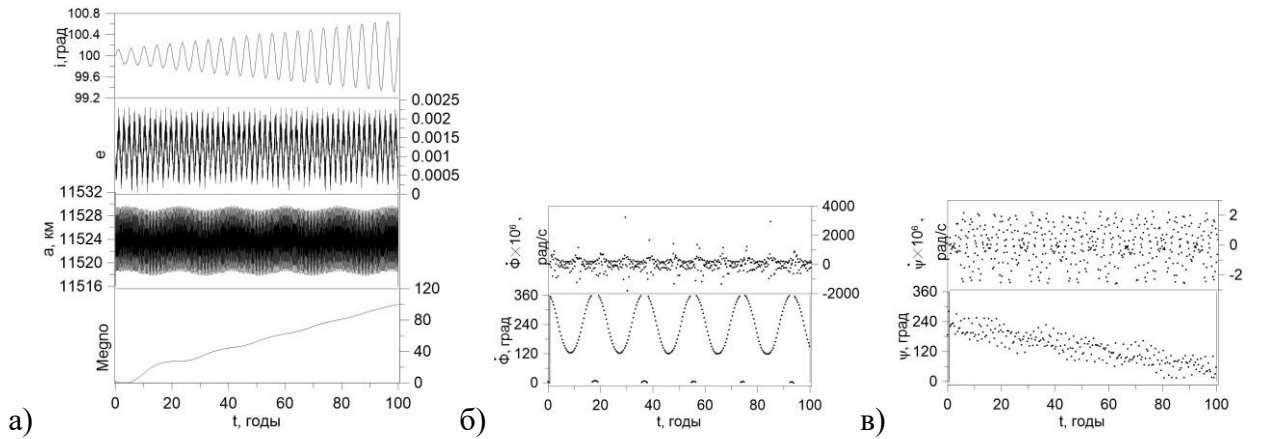 100.8
100.4
100
99.6
99.2
i,град
0.0025
0.002
0.0015
0.001
0.0005
0
e
11532
11528
11524
11520
11516
a, км
120
80
40
0
Megno
0 20 40 60 80 100
t, годы
а)
4000
2000
0
-2000
Φ̇×10⁶,
рад/с
360
240
120
0
Φ, град
0 20 40 60 80 100
t, годы
б)
2
0
-2
ψ̇×10⁶,
рад/с
360
240
120
0
ψ, град
0 20 40 60 80 100
t, годы
в)